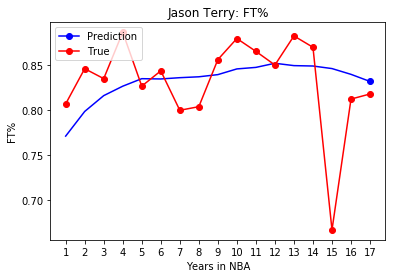 Jason Terry: FT%
Prediction
True
FT%
0.85
0.80
0.75
0.70
1 2 3 4 5 6 7 8 9 10 11 12 13 14 15 16 17
Years in NBA